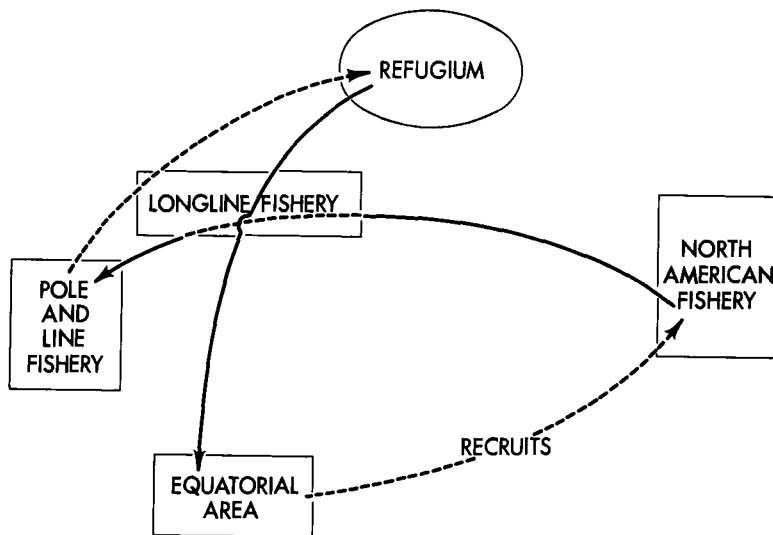 REFUGIUM
LONGLINE FISHERY
NORTH
AMERICAN
FISHERY
POLE
AND
LINE
FISHERY
RECRUITS
EQUATORIAL
AREA